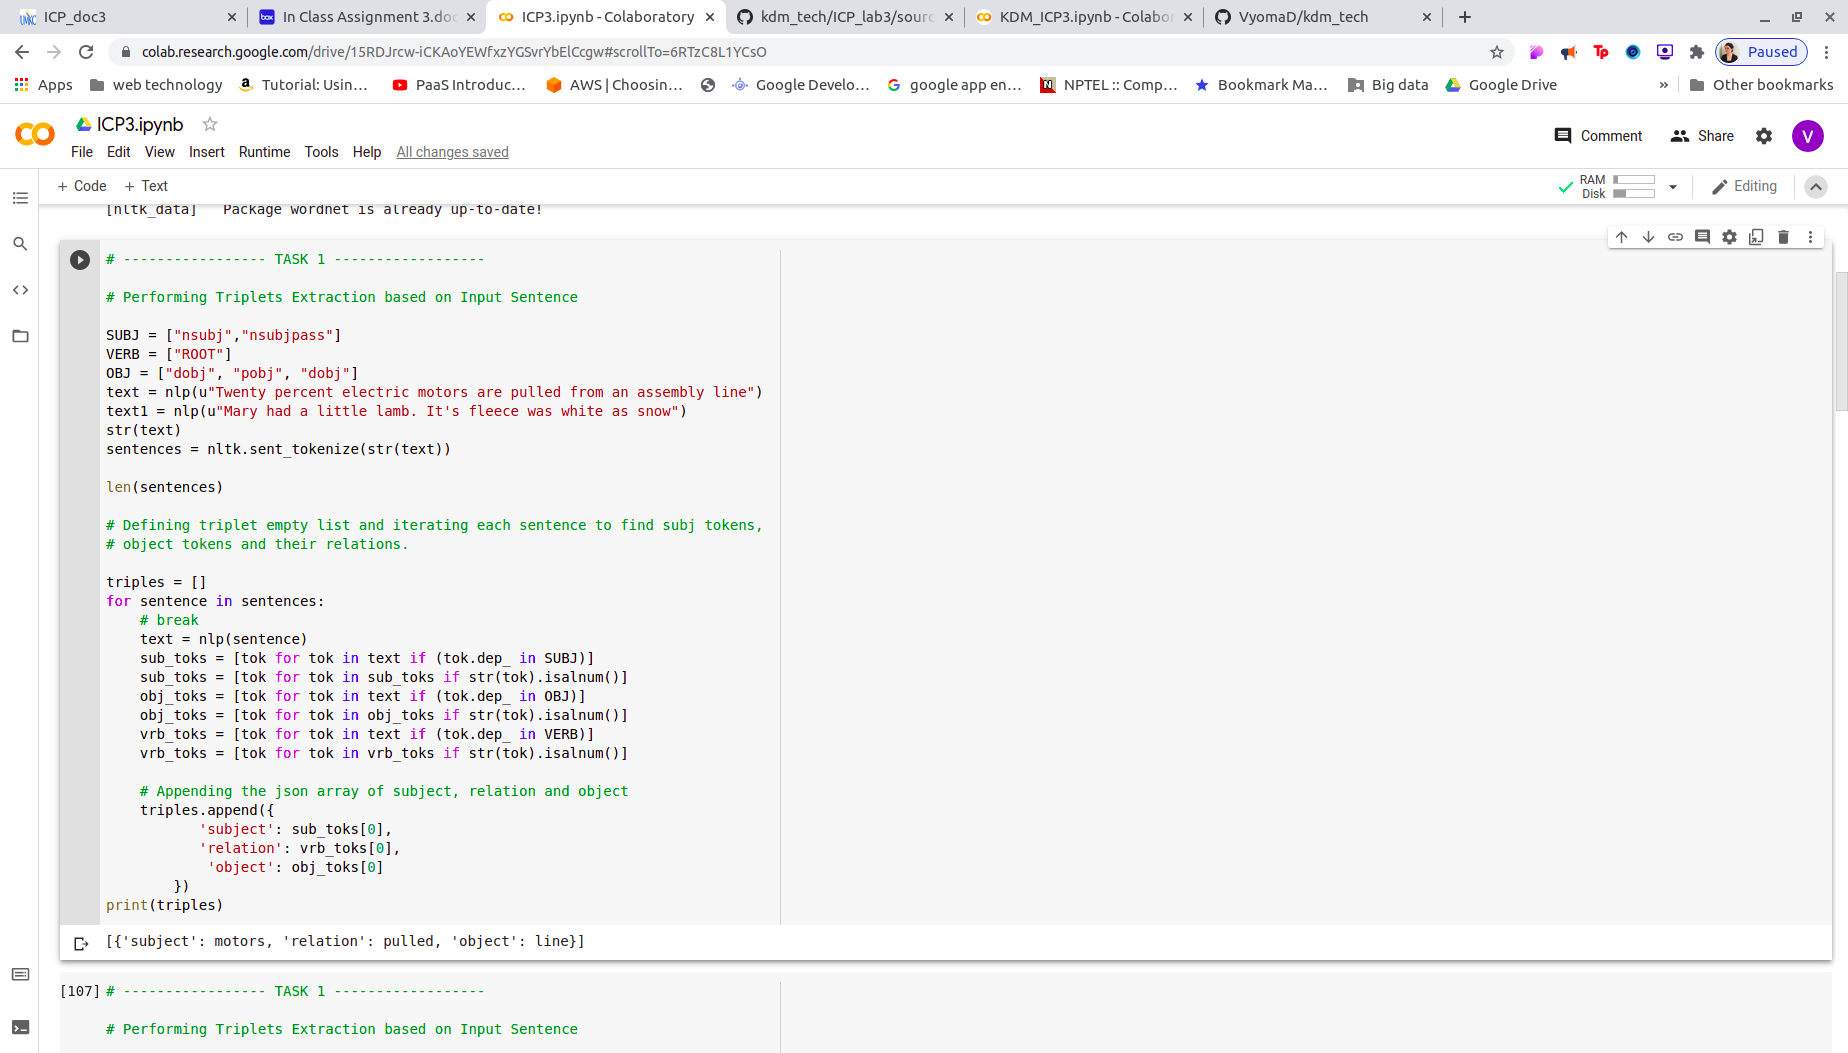 ICP_doc3
In Class Assignment 3.doc
ICP3.ipynb - Colaboratory
kdm_tech/ICP_lab3/sourc
KDM_ICP3.ipynb - Colabor
VyomaD/kdm_tech
colab.research.google.com/drive/15RDJrcw-iCKAoYEWfxzYGSvrYbElCcgw#scrollTo=6RTzC8L1YCsO
Paused
Apps
web technology
Tutorial: Usin...
PaaS Introduc...
AWS | Choosin...
Google Develo...
google app en...
NPTEL :: Comp...
Bookmark Ma...
Big data
Google Drive
»
Other bookmarks
ICP3.ipynb
Comment
Share
V
File Edit View Insert Runtime Tools Help All changes saved
+ Code + Text
RAM
Disk
Editing
[nltk_data]   Package wordnet is already up-to-date!
# ----------------- TASK 1 ------------------
# Performing Triplets Extraction based on Input Sentence
SUBJ = ["nsubj","nsubjpass"]
VERB = ["ROOT"]
OBJ = ["dobj", "pobj", "dobj"]
text = nlp(u"Twenty percent electric motors are pulled from an assembly line")
text1 = nlp(u"Mary had a little lamb. It's fleece was white as snow")
str(text)
sentences = nltk.sent_tokenize(str(text))
len(sentences)
# Defining triplet empty list and iterating each sentence to find subj tokens,
# object tokens and their relations.
triples = []
for sentence in sentences:
    # break
    text = nlp(sentence)
    sub_toks = [tok for tok in text if (tok.dep_ in SUBJ)]
    sub_toks = [tok for tok in sub_toks if str(tok).isalnum()]
    obj_toks = [tok for tok in text if (tok.dep_ in OBJ)]
    obj_toks = [tok for tok in obj_toks if str(tok).isalnum()]
    vrb_toks = [tok for tok in text if (tok.dep_ in VERB)]
    vrb_toks = [tok for tok in vrb_toks if str(tok).isalnum()]
    # Appending the json array of subject, relation and object
    triples.append({
           'subject': sub_toks[0],
           'relation': vrb_toks[0],
            'object': obj_toks[0]
        })
print(triples)
[{'subject': motors, 'relation': pulled, 'object': line}]
[107] # ----------------- TASK 1 ------------------
# Performing Triplets Extraction based on Input Sentence